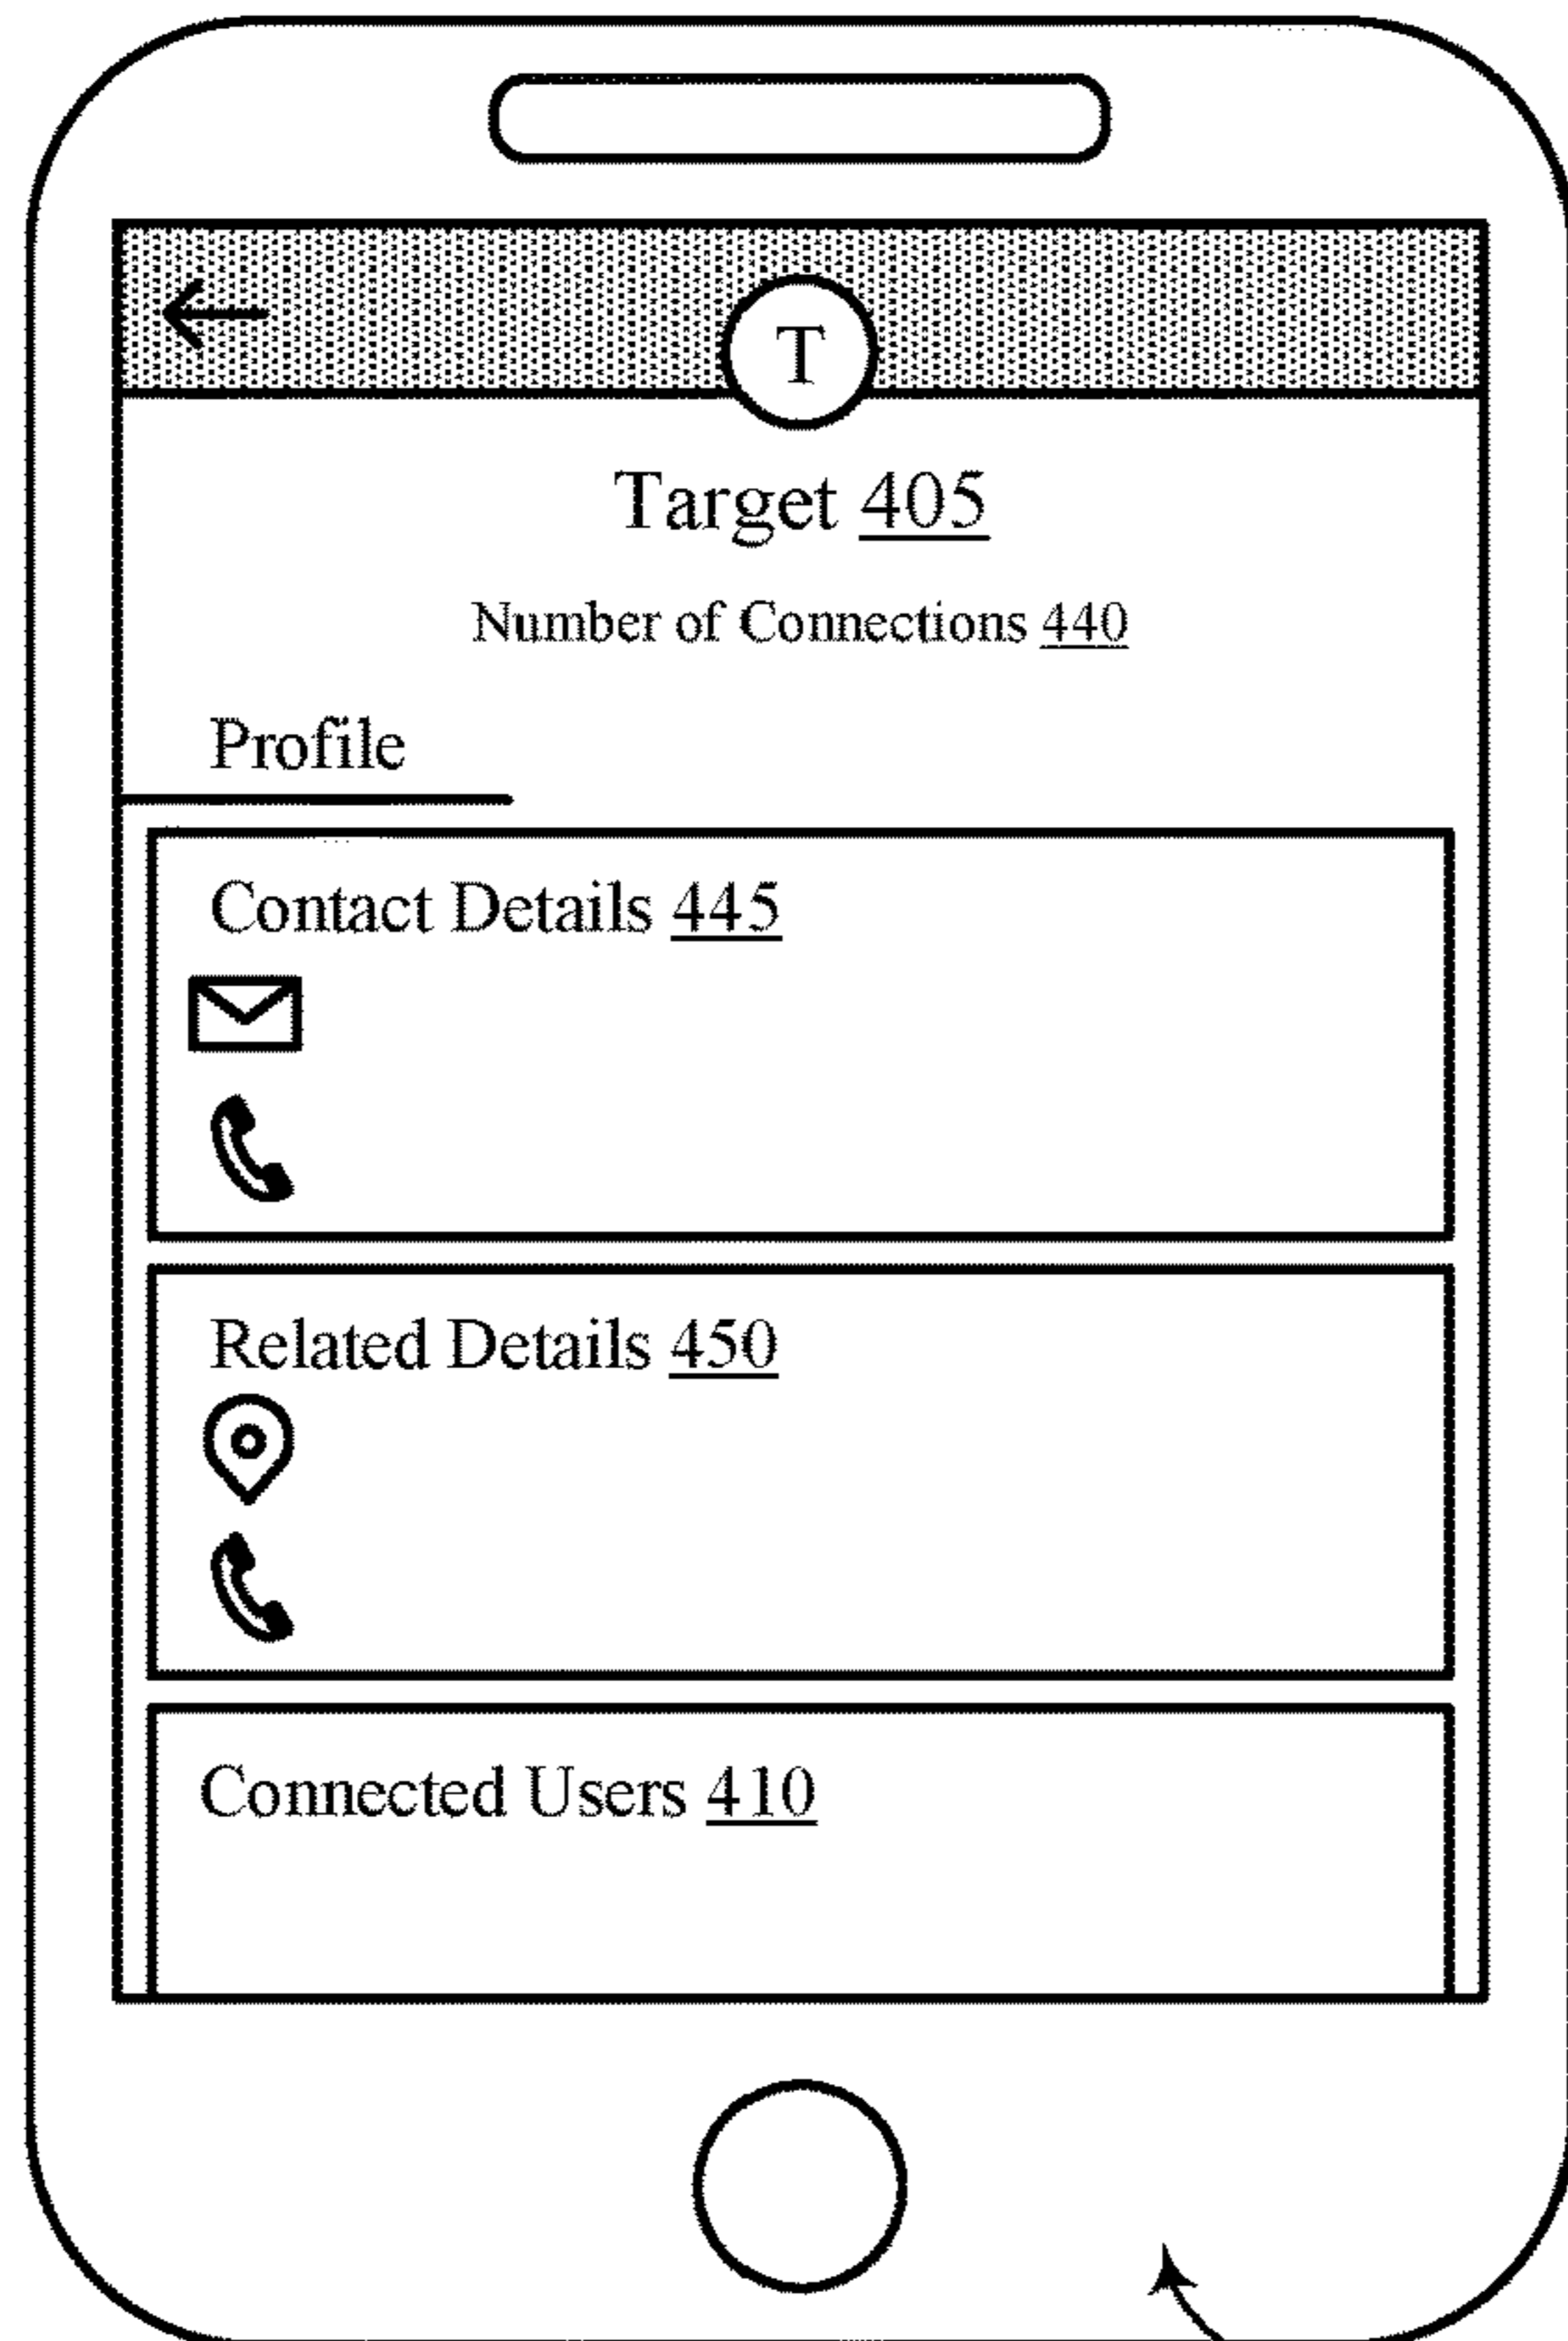 T
Target 405
Number of Connections 440
Profile
Contact Details 445
Related Details 450
Connected Users 410